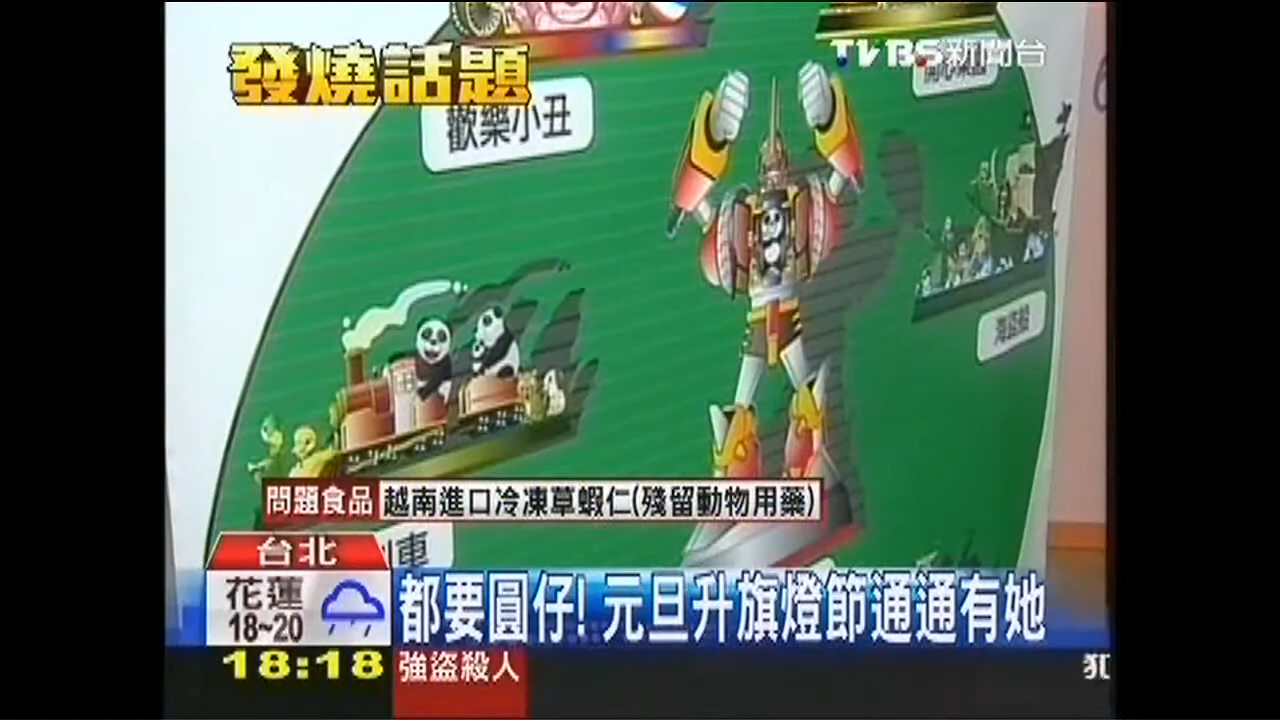 發燒話題
TVBS新聞台
歡樂小丑
海盜船
問題食品 越南進口冷凍草蝦仁(殘留動物用藥)
台北
車
花蓮
18~20
都要圓仔! 元旦升旗燈節通通有她
18:18
強盜殺人
犯